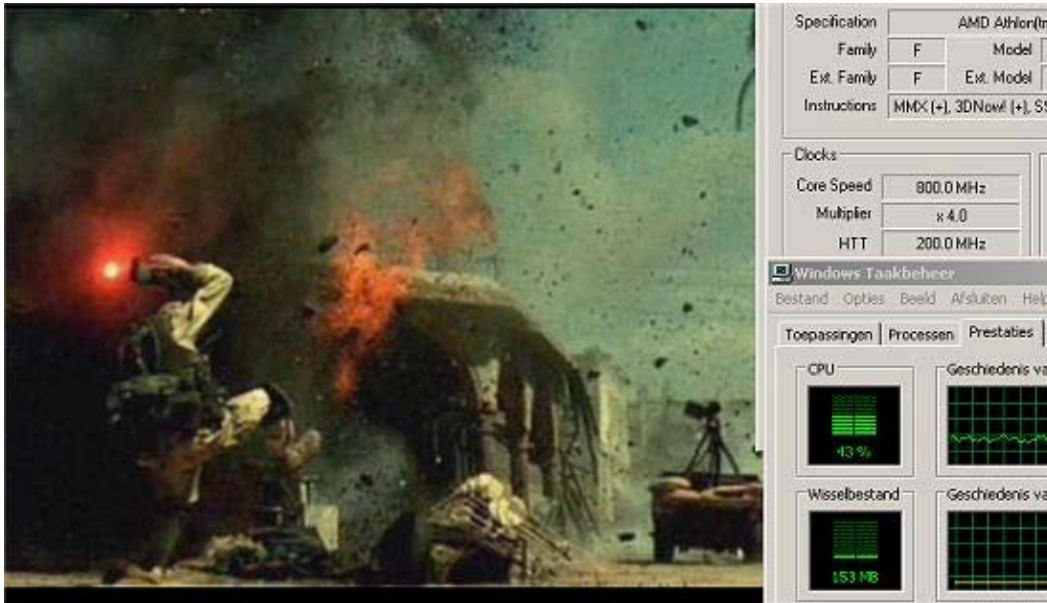 Specification AMD Athlon(tm
Family F Model
Ext. Family F Ext. Model
Instructions MMX (+), 3DNow! (+), SS
Clocks
Core Speed 800.0 MHz
Multiplier x 4.0
HTT 200.0 MHz
Windows Taakbeheer
Bestand Opties Beeld Afsluiten Help
Toepassingen Processen Prestaties
CPU Geschiedenis va
43 %
Wisselbestand Geschiedenis va
153 MB